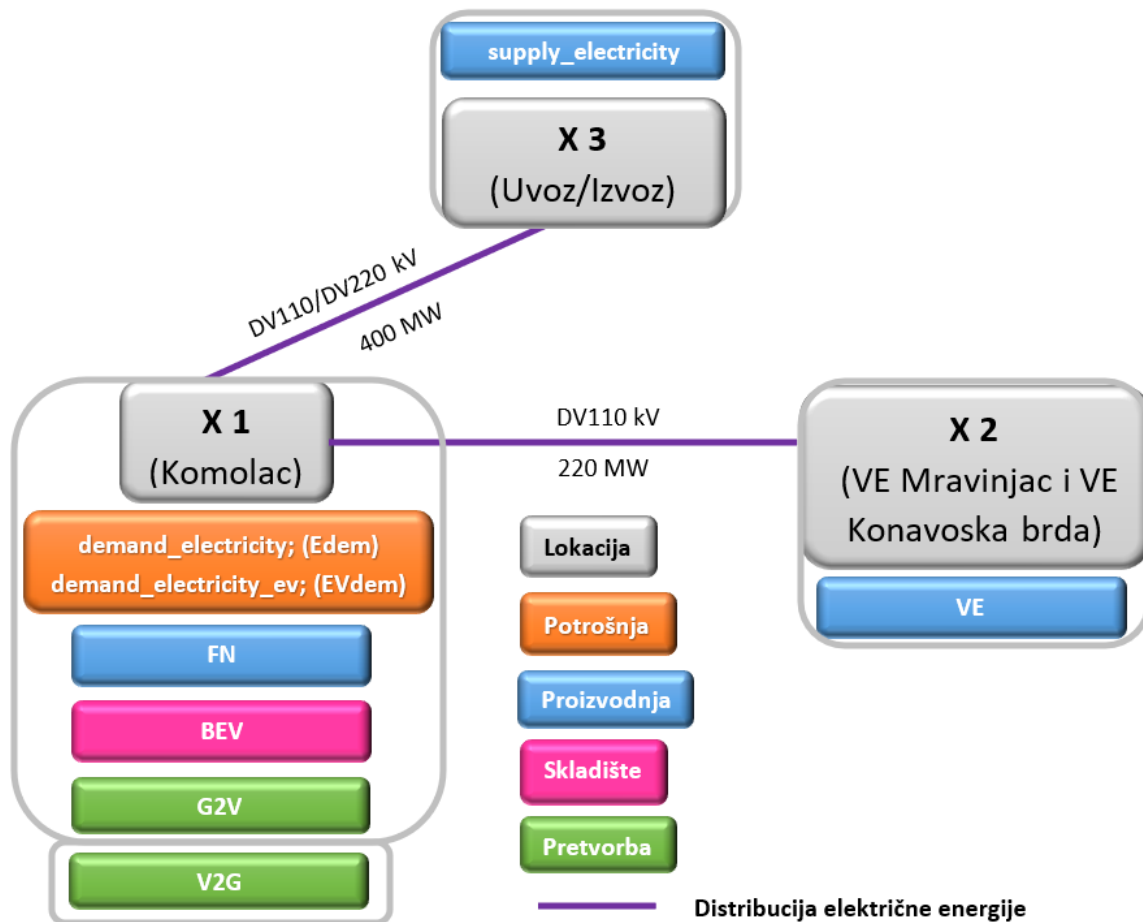 supply_electricity
X 3
(Uvoz/Izvoz)
DV110/DV220 kV
400 MW
X 1
(Komolac)
DV110 kV
220 MW
X 2
(VE Mravinjac i VE
Konavoska brda)
VE
demand_electricity; (Edem)
demand_electricity_ev; (EVdem)
FN
BEV
G2V
V2G
Lokacija
Potrošnja
Proizvodnja
Skladište
Pretvorba
Distribucija električne energije